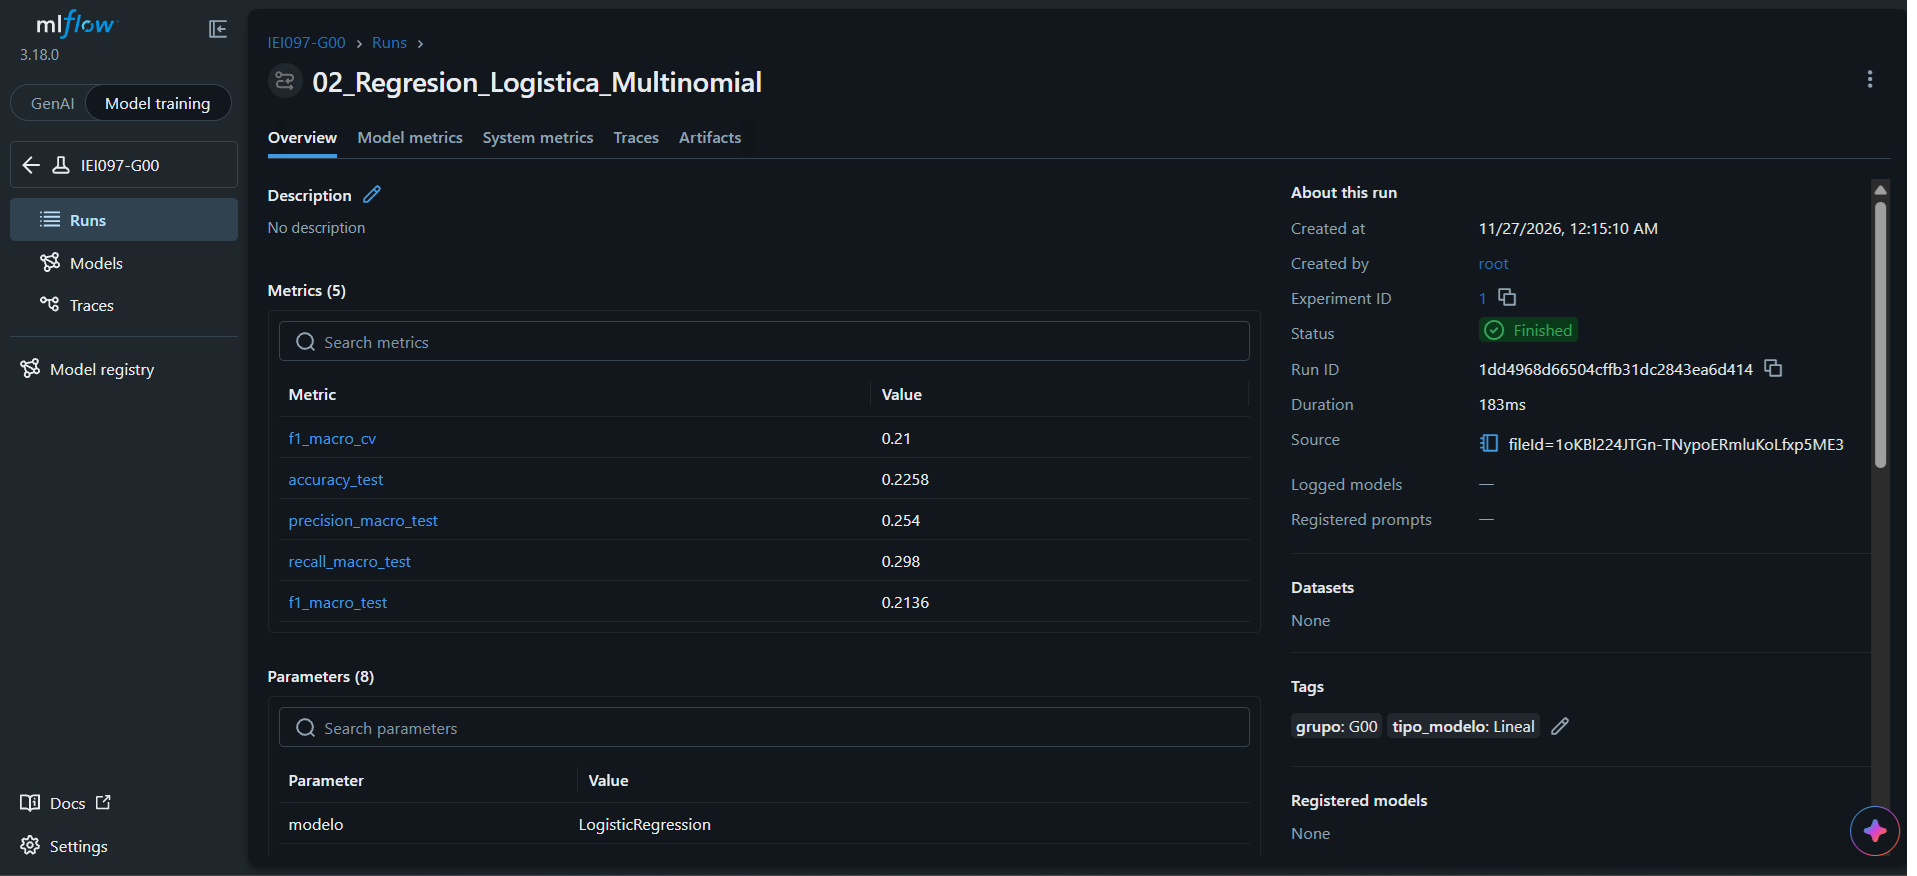 mlflow
3.18.0
GenAI
Model training
IEI097-G00
Runs
Models
Traces
Model registry
Docs
Settings
IEI097-G00 › Runs ›
02_Regresion_Logistica_Multinomial
Overview Model metrics System metrics Traces Artifacts
Description
No description
Metrics (5)
Search metrics
Metric Value
f1_macro_cv 0.21
accuracy_test 0.2258
precision_macro_test 0.254
recall_macro_test 0.298
f1_macro_test 0.2136
Parameters (8)
Search parameters
Parameter Value
modelo LogisticRegression
About this run
Created at 11/27/2026, 12:15:10 AM
Created by root
Experiment ID 1
Status Finished
Run ID 1dd4968d66504cffb31dc2843ea6d414
Duration 183ms
Source fileId=1oKBl224JTGn-TNypoERmluKoLfxp5ME3
Logged models —
Registered prompts —
Datasets
None
Tags
grupo: G00 tipo_modelo: Lineal
Registered models
None